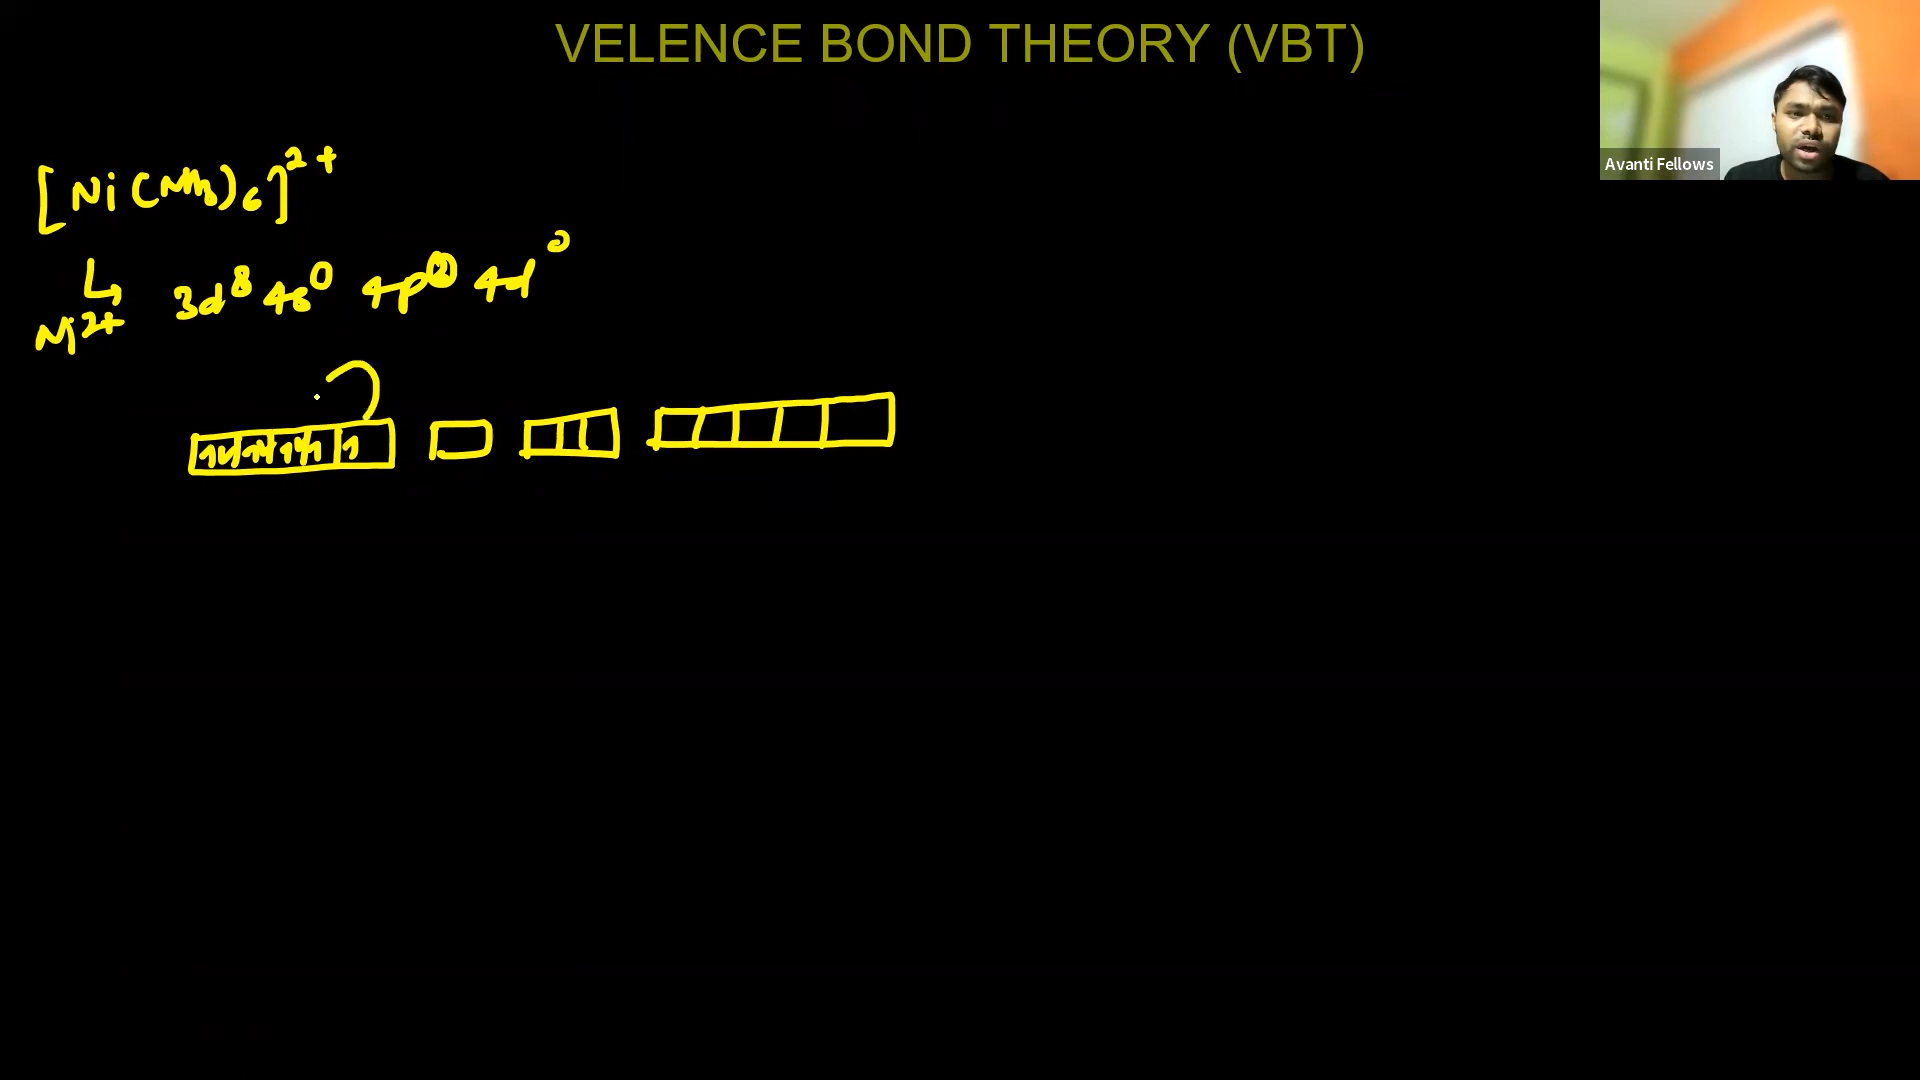 VELENCE BOND THEORY (VBT)
Avanti Fellows
[Ni(NH3)6]2+
↳
Ni2+ 3d8 4s0 4p0 4d0